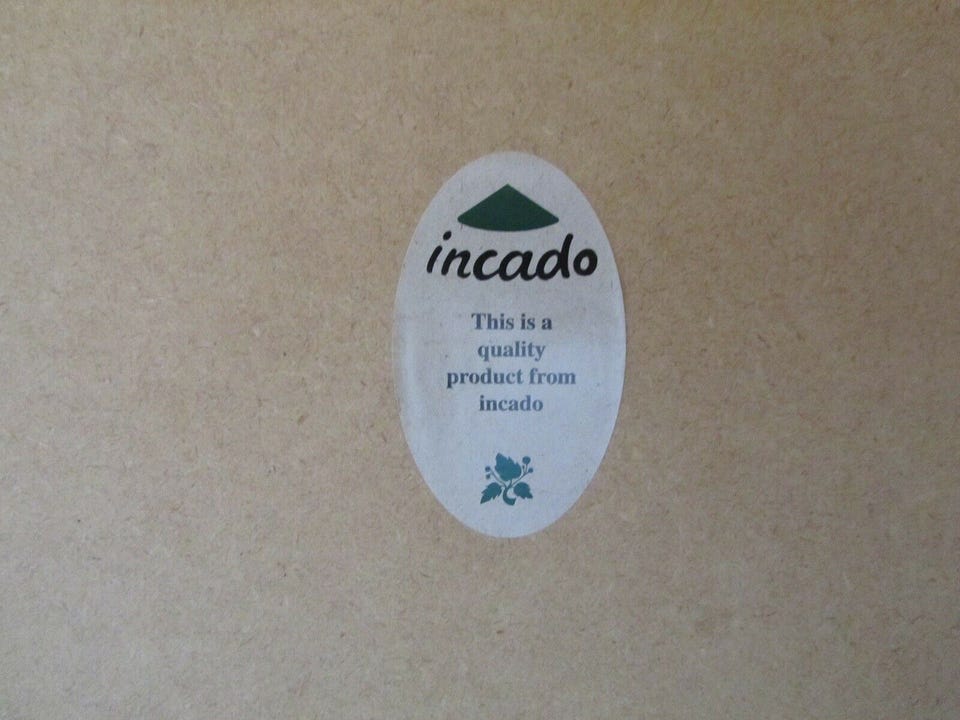 incado
This is a
quality
product from
incado